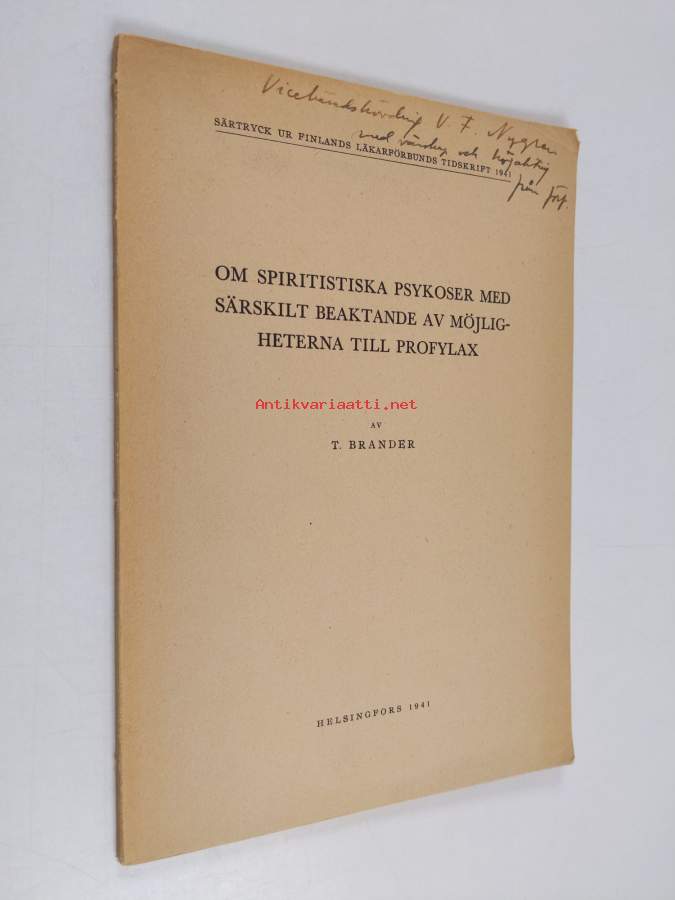 Vicehäradshövding V. F. Nygren
med vänskap och högaktning
från Förf.
SÄRTRYCK UR FINLANDS LÄKARFÖRBUNDS TIDSKRIFT 1941
OM SPIRITISTISKA PSYKOSER MED
SÄRSKILT BEAKTANDE AV MÖJLIG-
HETERNA TILL PROFYLAX
Antikvariaatti.net
AV
T. BRANDER
HELSINGFORS 1941